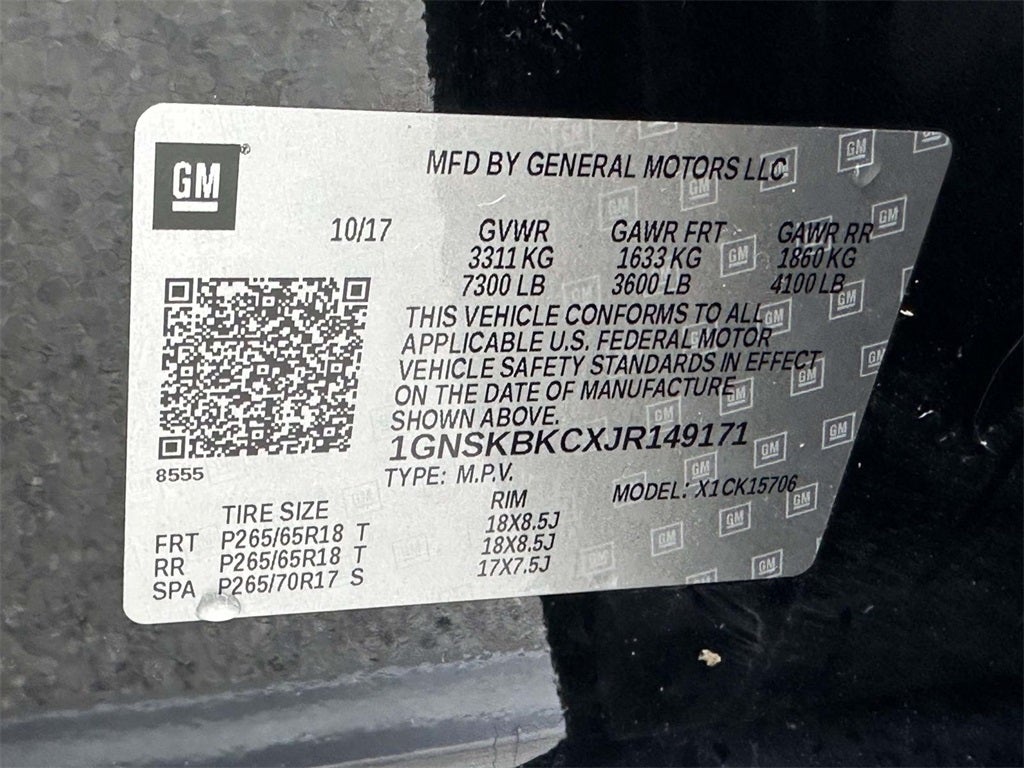 GM
MFD BY GENERAL MOTORS LLC
10/17 GVWR GAWR FRT GAWR RR
3311 KG 1633 KG 1860 KG
7300 LB 3600 LB 4100 LB
THIS VEHICLE CONFORMS TO ALL
APPLICABLE U.S. FEDERAL MOTOR
VEHICLE SAFETY STANDARDS IN EFFECT
ON THE DATE OF MANUFACTURE
SHOWN ABOVE.
1GNSKBKCXJR149171
8555
TYPE: M.P.V. MODEL: X1CK15706
TIRE SIZE RIM
FRT P265/65R18 T 18X8.5J
RR P265/65R18 T 18X8.5J
SPA P265/70R17 S 17X7.5J